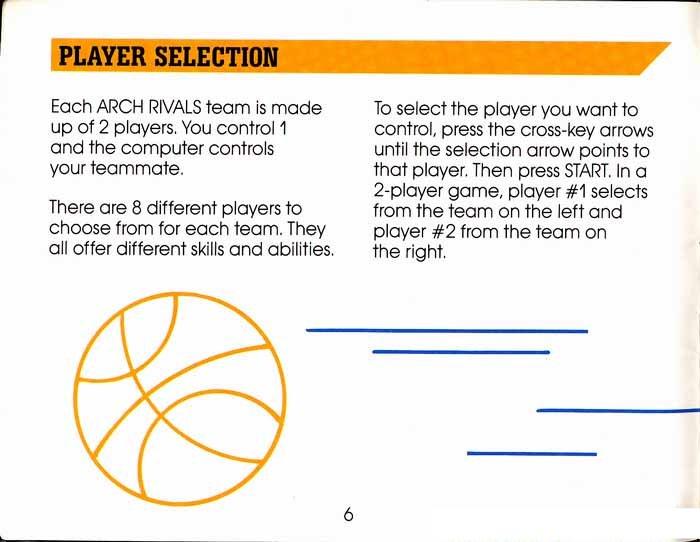 PLAYER SELECTION
Each ARCH RIVALS team is made
up of 2 players. You control 1
and the computer controls
your teammate.
There are 8 different players to
choose from for each team. They
all offer different skills and abilities.
To select the player you want to
control, press the cross-key arrows
until the selection arrow points to
that player. Then press START. In a
2-player game, player #1 selects
from the team on the left and
player #2 from the team on
the right.
6